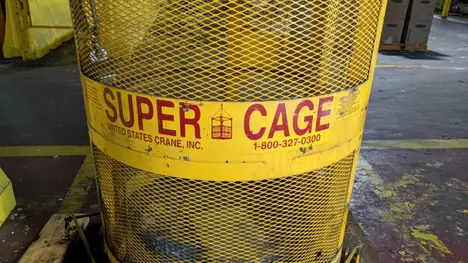 SUPER CAGE
UNITED STATES CRANE, INC. 1-800-327-0300